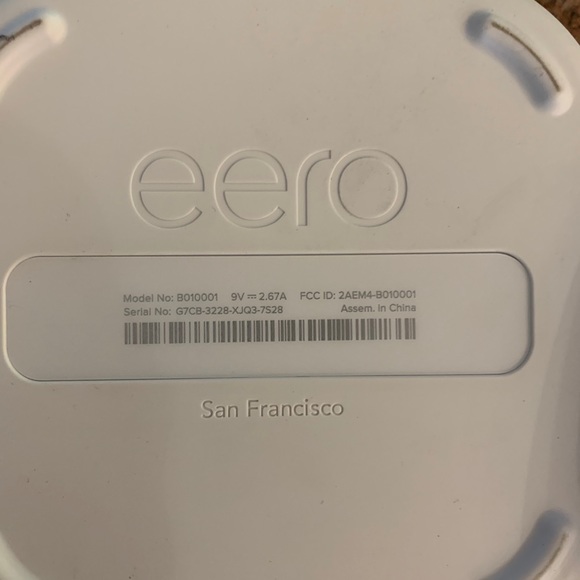 eero
Model No: B010001 9V ⎓ 2.67A FCC ID: 2AEM4-B010001
Serial No: G7CB-3228-XJQ3-7S28 Assem. in China
San Francisco